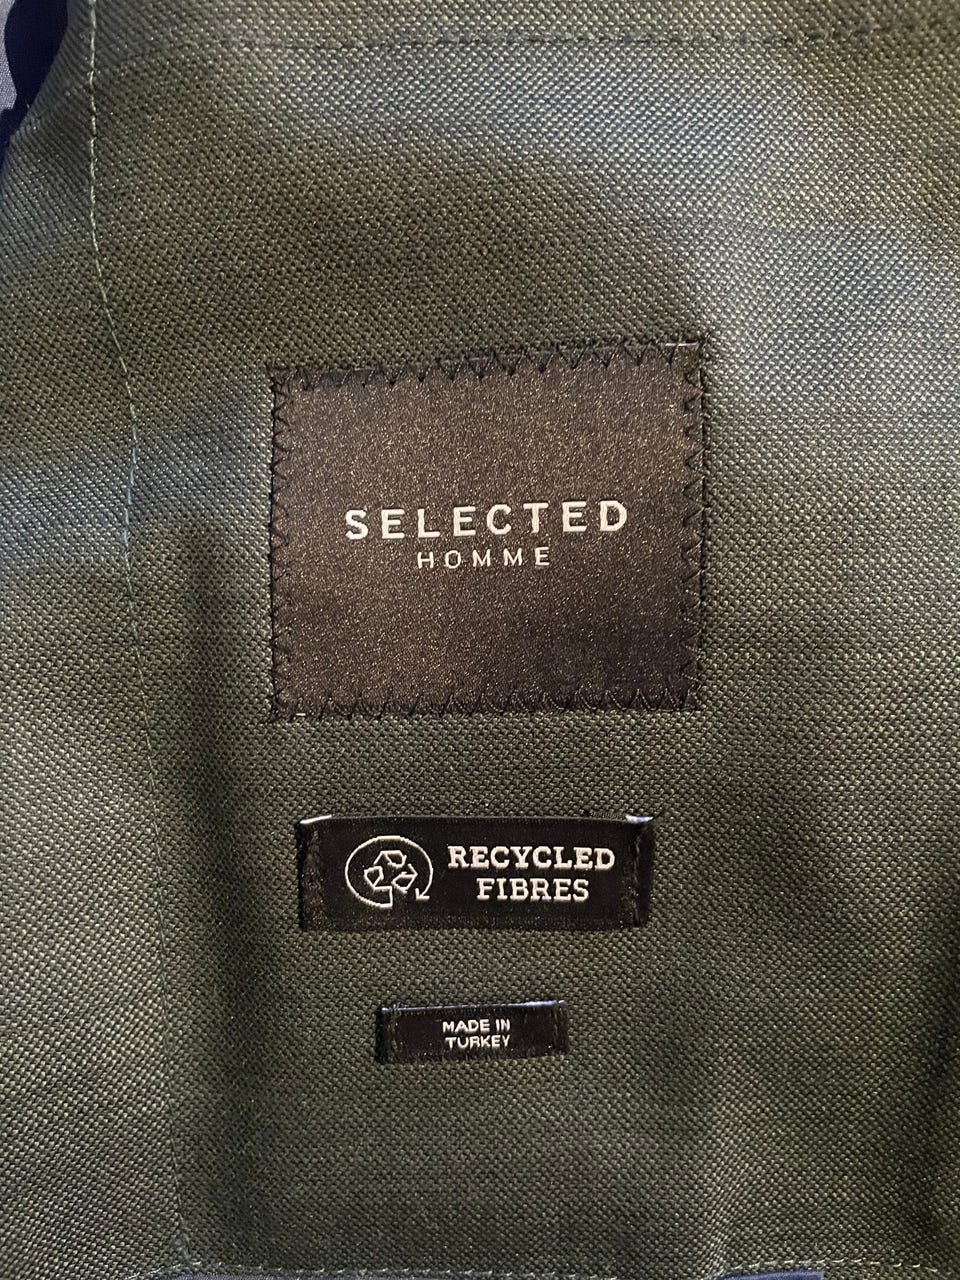 SELECTED
HOMME
RECYCLED
FIBRES
MADE IN
TURKEY